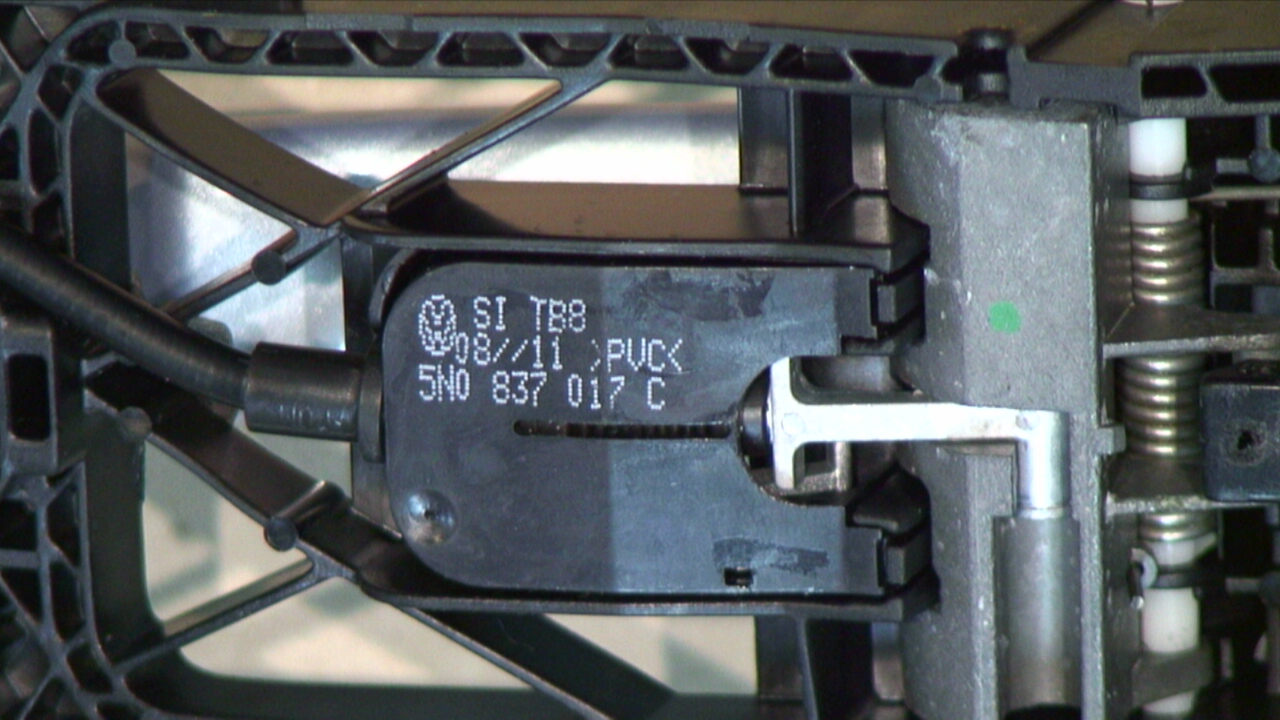 SI TB8
08//11 >PVC<
5N0 837 017 C